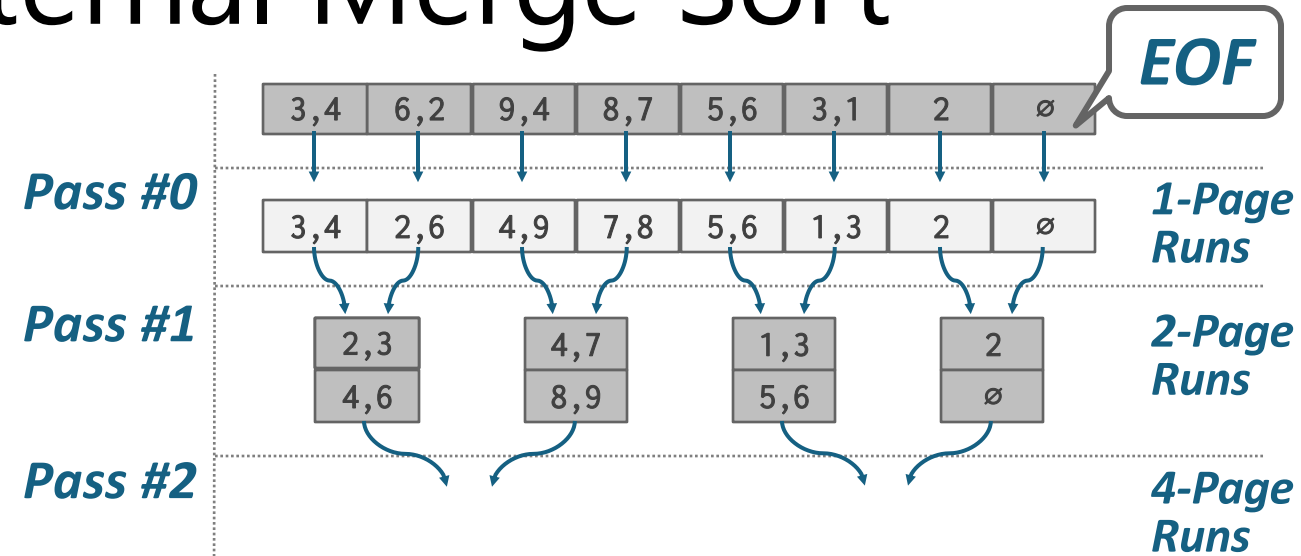 Merge Sort
EOF
3,4 6,2 9,4 8,7 5,6 3,1 2 ∅
Pass #0
1-Page
Runs
3,4 2,6 4,9 7,8 5,6 1,3 2 ∅
Pass #1
2-Page
Runs
2,3 4,7 1,3 2
4,6 8,9 5,6 ∅
Pass #2
4-Page
Runs